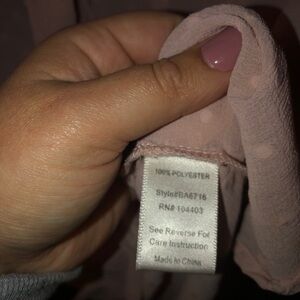 100% POLYESTER
Style#BA6716
RN# 104403
See Reverse For
Care Instruction
Made In China